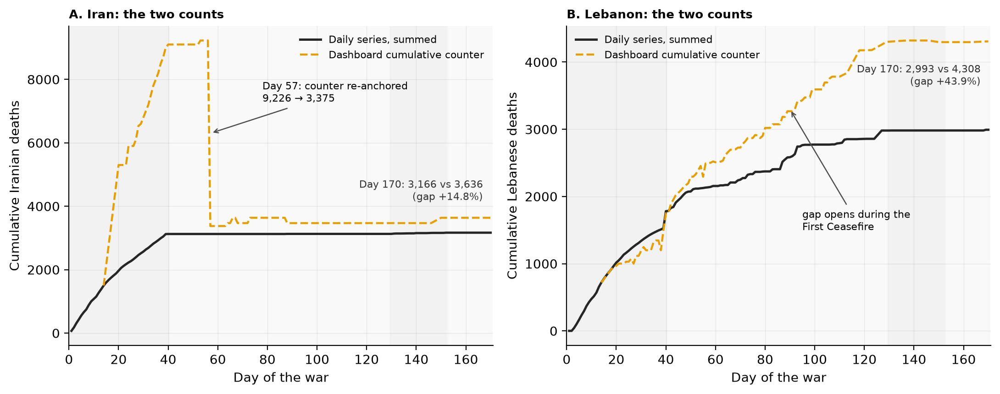 A. Iran: the two counts
Daily series, summed
Dashboard cumulative counter
Day 57: counter re-anchored
9,226 → 3,375
Day 170: 3,166 vs 3,636
(gap +14.8%)
Cumulative Iranian deaths
8000
6000
4000
2000
0
0 20 40 60 80 100 120 140 160
Day of the war
B. Lebanon: the two counts
Daily series, summed
Dashboard cumulative counter
Day 170: 2,993 vs 4,308
(gap +43.9%)
gap opens during the
First Ceasefire
Cumulative Lebanese deaths
4000
3000
2000
1000
0
0 20 40 60 80 100 120 140 160
Day of the war